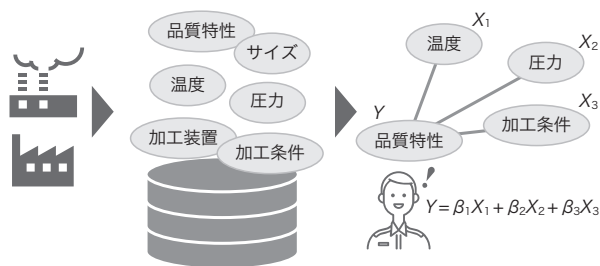 品質特性
サイズ
温度
圧力
加工装置
加工条件
温度
X₁
圧力
X₂
X₃
加工条件
Y
品質特性
!
Y=β₁X₁+β₂X₂+β₃X₃